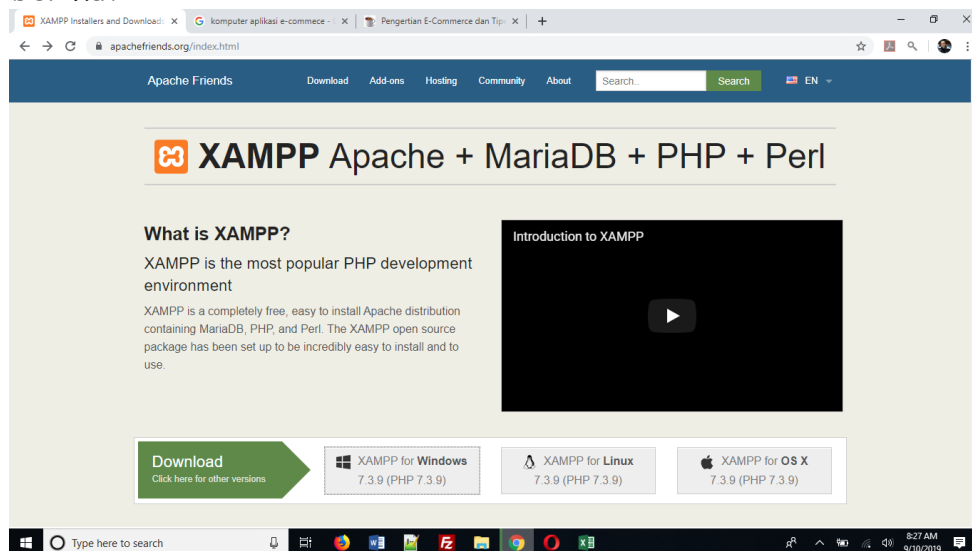 XAMPP Installers and Downloads
komputer aplikasi e-commece -
Pengertian E-Commerce dan Tipe
apachefriends.org/index.html
Apache Friends
Download
Add-ons
Hosting
Community
About
Search..
Search
EN
XAMPP Apache + MariaDB + PHP + Perl
What is XAMPP?
XAMPP is the most popular PHP development
environment
XAMPP is a completely free, easy to install Apache distribution
containing MariaDB, PHP, and Perl. The XAMPP open source
package has been set up to be incredibly easy to install and to
use.
Introduction to XAMPP
Download
Click here for other versions
XAMPP for Windows
7.3.9 (PHP 7.3.9)
XAMPP for Linux
7.3.9 (PHP 7.3.9)
XAMPP for OS X
7.3.9 (PHP 7.3.9)
Type here to search
8:27 AM
9/10/2019